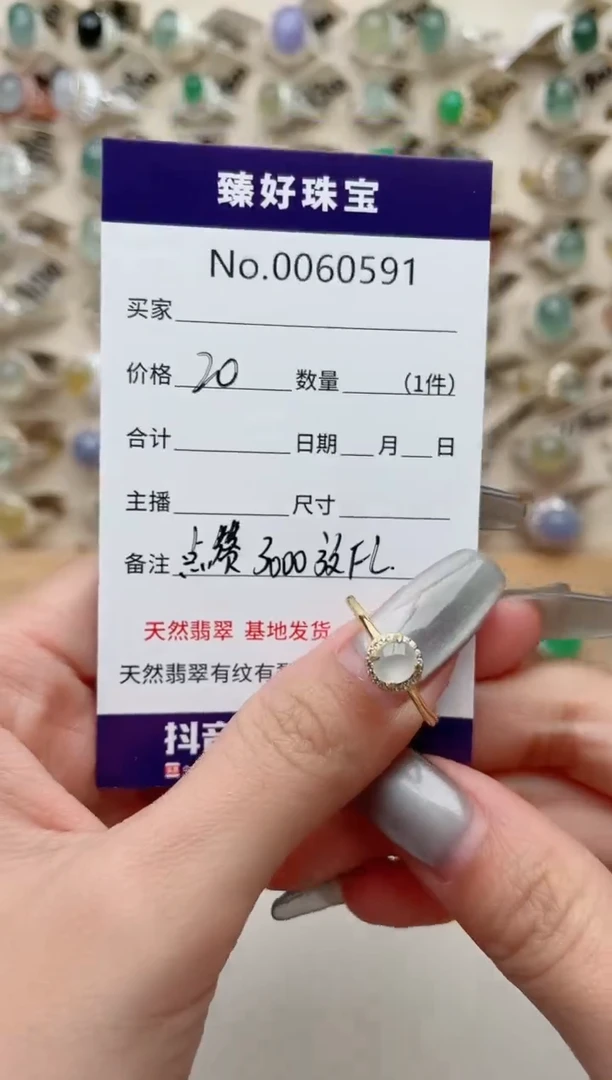 臻好珠宝
No.0060591
买家
价格 20 数量 (1件)
合计 日期 月 日
主播 尺寸
备注 点赞3000放FL.
天然翡翠 基地发货
天然翡翠有纹有
抖音